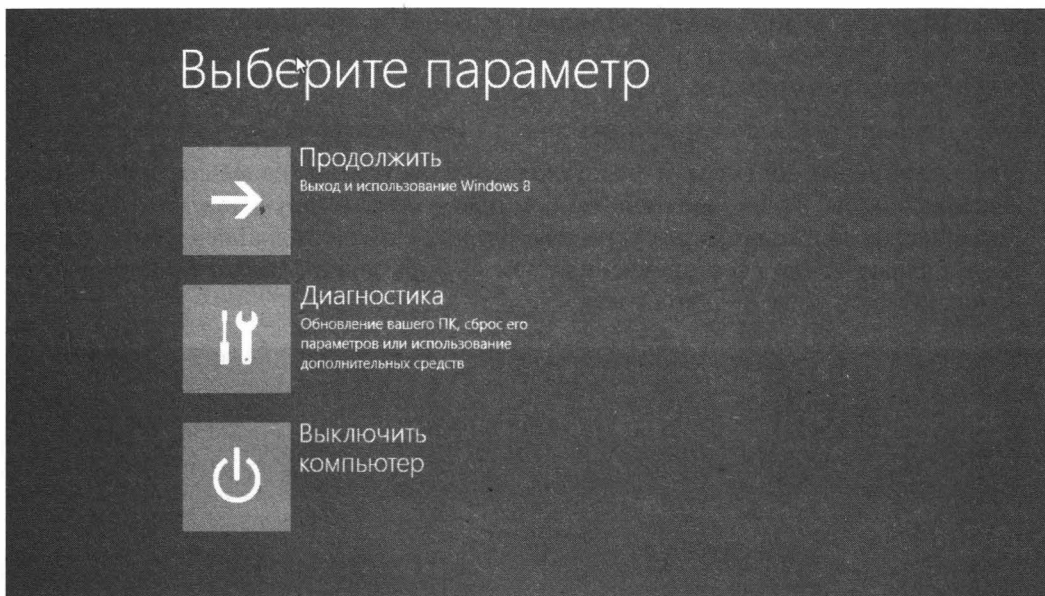 Выберите параметр
Продолжить
Выход и использование Windows 8
Диагностика
Обновление вашего ПК, сброс его
параметров или использование
дополнительных средств
Выключить
компьютер